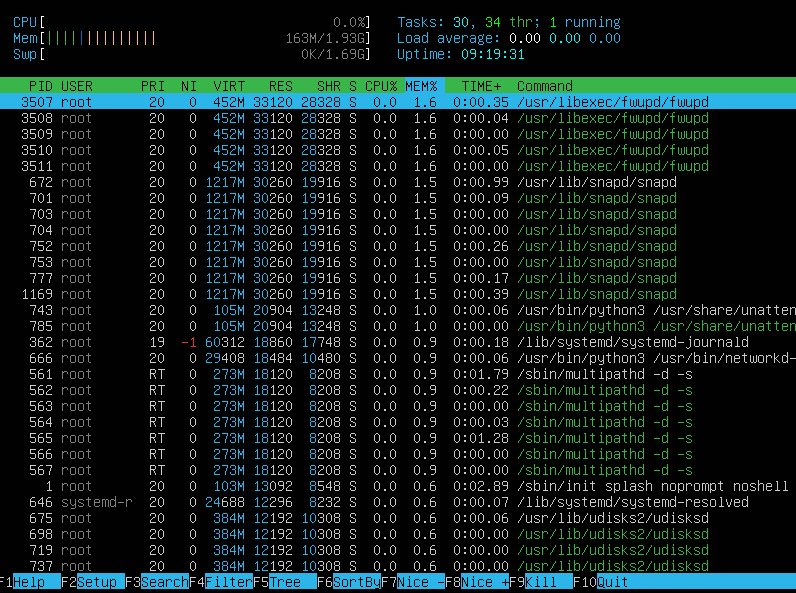 CPU[ 0.0%] Tasks: 30, 34 thr; 1 running
Mem[|||||||||||||| 163M/1.93G] Load average: 0.00 0.00 0.00
Swp[ 0K/1.69G] Uptime: 09:19:31
PID USER PRI NI VIRT RES SHR S CPU% MEM% TIME+ Command
3507 root 20 0 452M 33120 28328 S 0.0 1.6 0:00.35 /usr/libexec/fwupd/fwupd
3508 root 20 0 452M 33120 28328 S 0.0 1.6 0:00.04 /usr/libexec/fwupd/fwupd
3509 root 20 0 452M 33120 28328 S 0.0 1.6 0:00.00 /usr/libexec/fwupd/fwupd
3510 root 20 0 452M 33120 28328 S 0.0 1.6 0:00.05 /usr/libexec/fwupd/fwupd
3511 root 20 0 452M 33120 28328 S 0.0 1.6 0:00.00 /usr/libexec/fwupd/fwupd
672 root 20 0 1217M 30260 19916 S 0.0 1.5 0:00.99 /usr/lib/snapd/snapd
701 root 20 0 1217M 30260 19916 S 0.0 1.5 0:00.09 /usr/lib/snapd/snapd
703 root 20 0 1217M 30260 19916 S 0.0 1.5 0:00.00 /usr/lib/snapd/snapd
704 root 20 0 1217M 30260 19916 S 0.0 1.5 0:00.00 /usr/lib/snapd/snapd
752 root 20 0 1217M 30260 19916 S 0.0 1.5 0:00.26 /usr/lib/snapd/snapd
753 root 20 0 1217M 30260 19916 S 0.0 1.5 0:00.00 /usr/lib/snapd/snapd
777 root 20 0 1217M 30260 19916 S 0.0 1.5 0:00.17 /usr/lib/snapd/snapd
1169 root 20 0 1217M 30260 19916 S 0.0 1.5 0:00.39 /usr/lib/snapd/snapd
743 root 20 0 105M 20904 13248 S 0.0 1.0 0:00.06 /usr/bin/python3 /usr/share/unatten
785 root 20 0 105M 20904 13248 S 0.0 1.0 0:00.00 /usr/bin/python3 /usr/share/unatten
362 root 19 -1 60312 18860 17748 S 0.0 0.9 0:00.18 /lib/systemd/systemd-journald
666 root 20 0 29408 18484 10480 S 0.0 0.9 0:00.06 /usr/bin/python3 /usr/bin/networkd-
561 root RT 0 273M 18120 8208 S 0.0 0.9 0:01.79 /sbin/multipathd -d -s
562 root RT 0 273M 18120 8208 S 0.0 0.9 0:00.22 /sbin/multipathd -d -s
563 root RT 0 273M 18120 8208 S 0.0 0.9 0:00.00 /sbin/multipathd -d -s
564 root RT 0 273M 18120 8208 S 0.0 0.9 0:00.03 /sbin/multipathd -d -s
565 root RT 0 273M 18120 8208 S 0.0 0.9 0:01.28 /sbin/multipathd -d -s
566 root RT 0 273M 18120 8208 S 0.0 0.9 0:00.00 /sbin/multipathd -d -s
567 root RT 0 273M 18120 8208 S 0.0 0.9 0:00.00 /sbin/multipathd -d -s
1 root 20 0 103M 13092 8548 S 0.0 0.6 0:02.89 /sbin/init splash noprompt noshell
646 systemd-r 20 0 24688 12296 8232 S 0.0 0.6 0:00.07 /lib/systemd/systemd-resolved
675 root 20 0 384M 12192 10308 S 0.0 0.6 0:00.06 /usr/lib/udisks2/udisksd
698 root 20 0 384M 12192 10308 S 0.0 0.6 0:00.00 /usr/lib/udisks2/udisksd
719 root 20 0 384M 12192 10308 S 0.0 0.6 0:00.00 /usr/lib/udisks2/udisksd
737 root 20 0 384M 12192 10308 S 0.0 0.6 0:00.00 /usr/lib/udisks2/udisksd
F1Help F2Setup F3SearchF4FilterF5Tree F6SortByF7Nice -F8Nice +F9Kill F10Quit